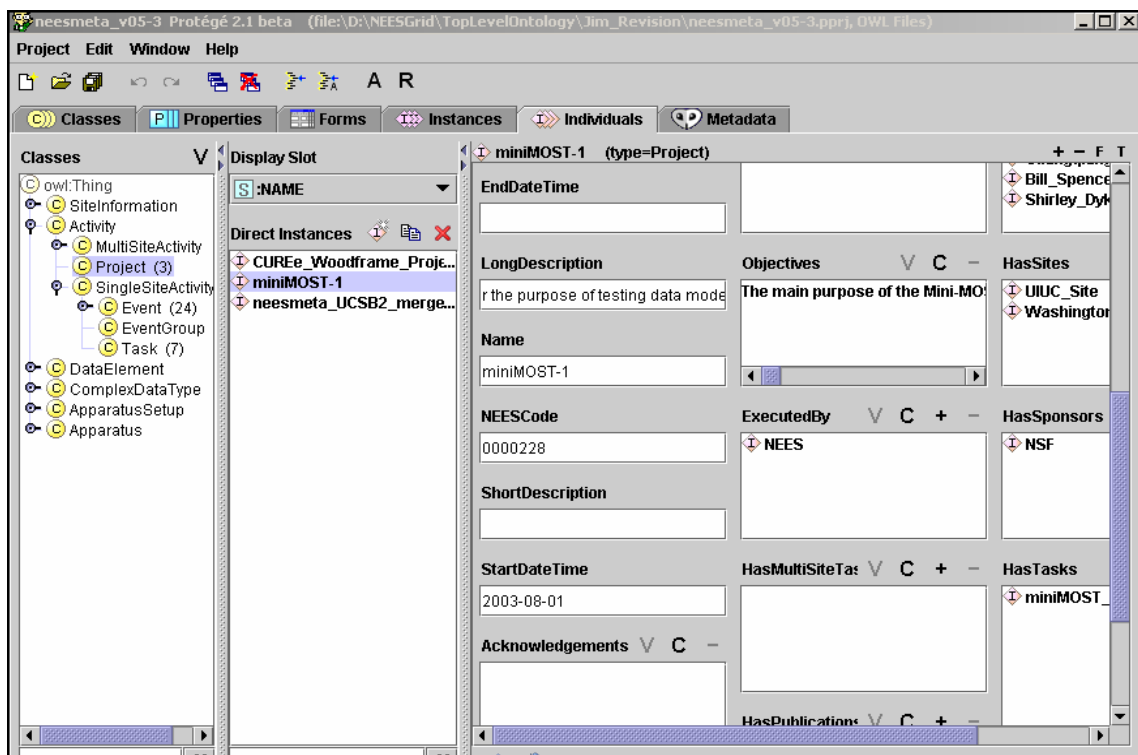 neesmeta_v05-3 Protégé 2.1 beta (file:\D:\NEESGrid\TopLevelOntology\Jim_Revision\neesmeta_v05-3.pprj, OWL Files)
Project Edit Window Help
A R
C Classes P Properties Forms Instances Individuals Metadata
Classes V
C owl:Thing
C SiteInformation
C Activity
C MultiSiteActivity
C Project (3)
C SingleSiteActivity
C Event (24)
C EventGroup
C Task (7)
C DataElement
C ComplexDataType
C ApparatusSetup
C Apparatus
Display Slot
S :NAME
Direct Instances
I CUREe_Woodframe_Proje...
I miniMOST-1
I neesmeta_UCSB2_merge...
I miniMOST-1 (type=Project) + − F T
EndDateTime
LongDescription
r the purpose of testing data mode
Name
miniMOST-1
NEESCode
0000228
ShortDescription
StartDateTime
2003-08-01
Acknowledgements V C −
Objectives V C −
The main purpose of the Mini-MO
ExecutedBy V C + −
I NEES
HasMultiSiteTas V C + −
HasPublications V C + −
I Bill_Spence
I Shirley_Dyk
HasSites
I UIUC_Site
I Washington
HasSponsors
I NSF
HasTasks
I miniMOST_